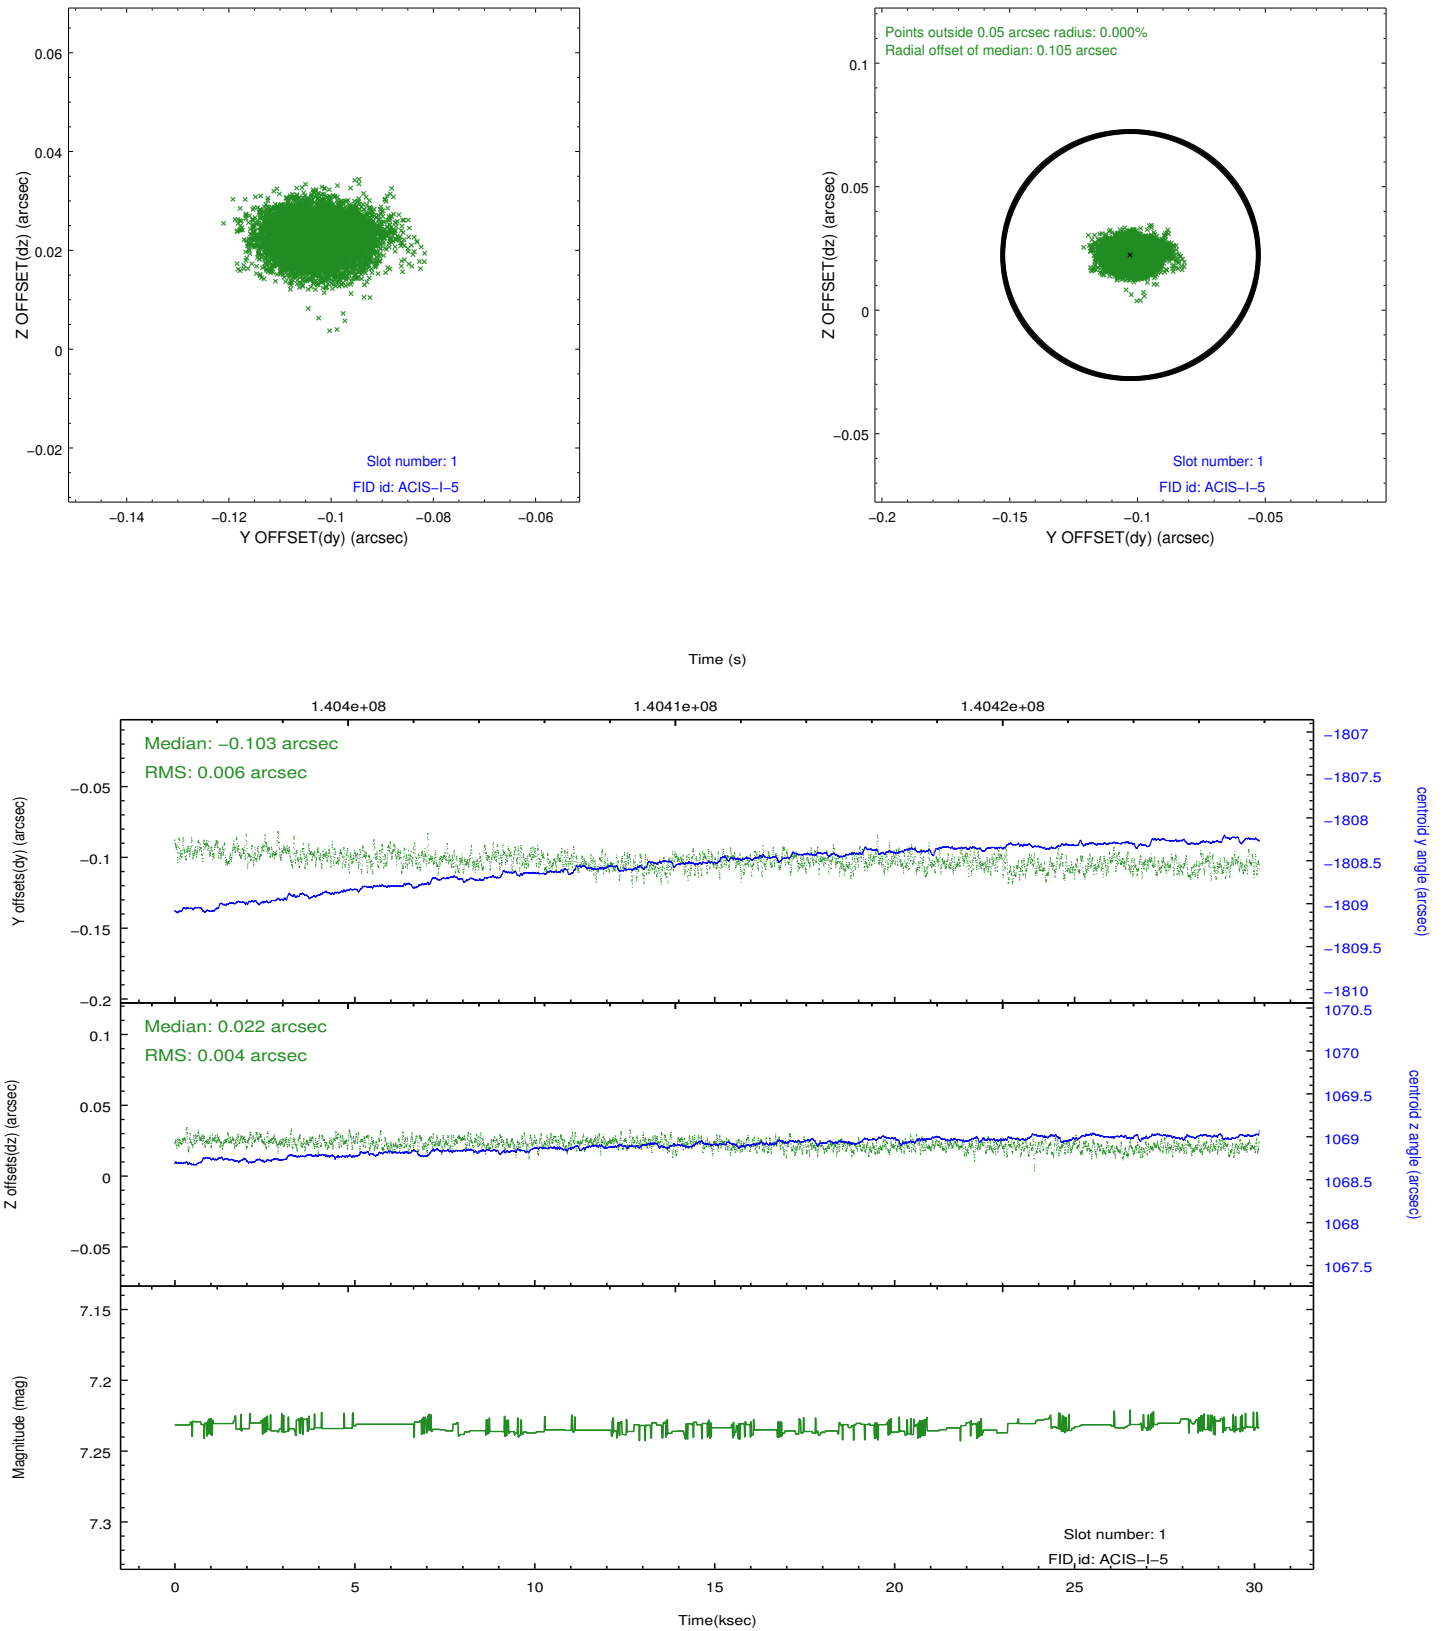 0.06
0.04
0.02
0
−0.02
Z OFFSET(dz) (arcsec)
Slot number: 1
FID id: ACIS−I−5
−0.14
−0.12
−0.1
−0.08
−0.06
Y OFFSET(dy) (arcsec)
Points outside 0.05 arcsec radius: 0.000%
Radial offset of median: 0.105 arcsec
0.1
0.05
0
−0.05
Z OFFSET(dz) (arcsec)
Slot number: 1
FID id: ACIS−I−5
−0.2
−0.15
−0.1
−0.05
Y OFFSET(dy) (arcsec)
Time (s)
1.404e+08
1.4041e+08
1.4042e+08
Median: −0.103 arcsec
RMS: 0.006 arcsec
−0.05
−0.1
−0.15
−0.2
Y offsets(dy) (arcsec)
−1807
−1807.5
−1808
−1808.5
−1809
−1809.5
−1810
centroid y angle (arcsec)
Median: 0.022 arcsec
RMS: 0.004 arcsec
0.1
0.05
0
−0.05
Z offsets(dz) (arcsec)
1070.5
1070
1069.5
1069
1068.5
1068
1067.5
centroid z angle (arcsec)
7.15
7.2
7.25
7.3
Magnitude (mag)
Slot number: 1
FID id: ACIS−I−5
0
5
10
15
20
25
30
Time(ksec)